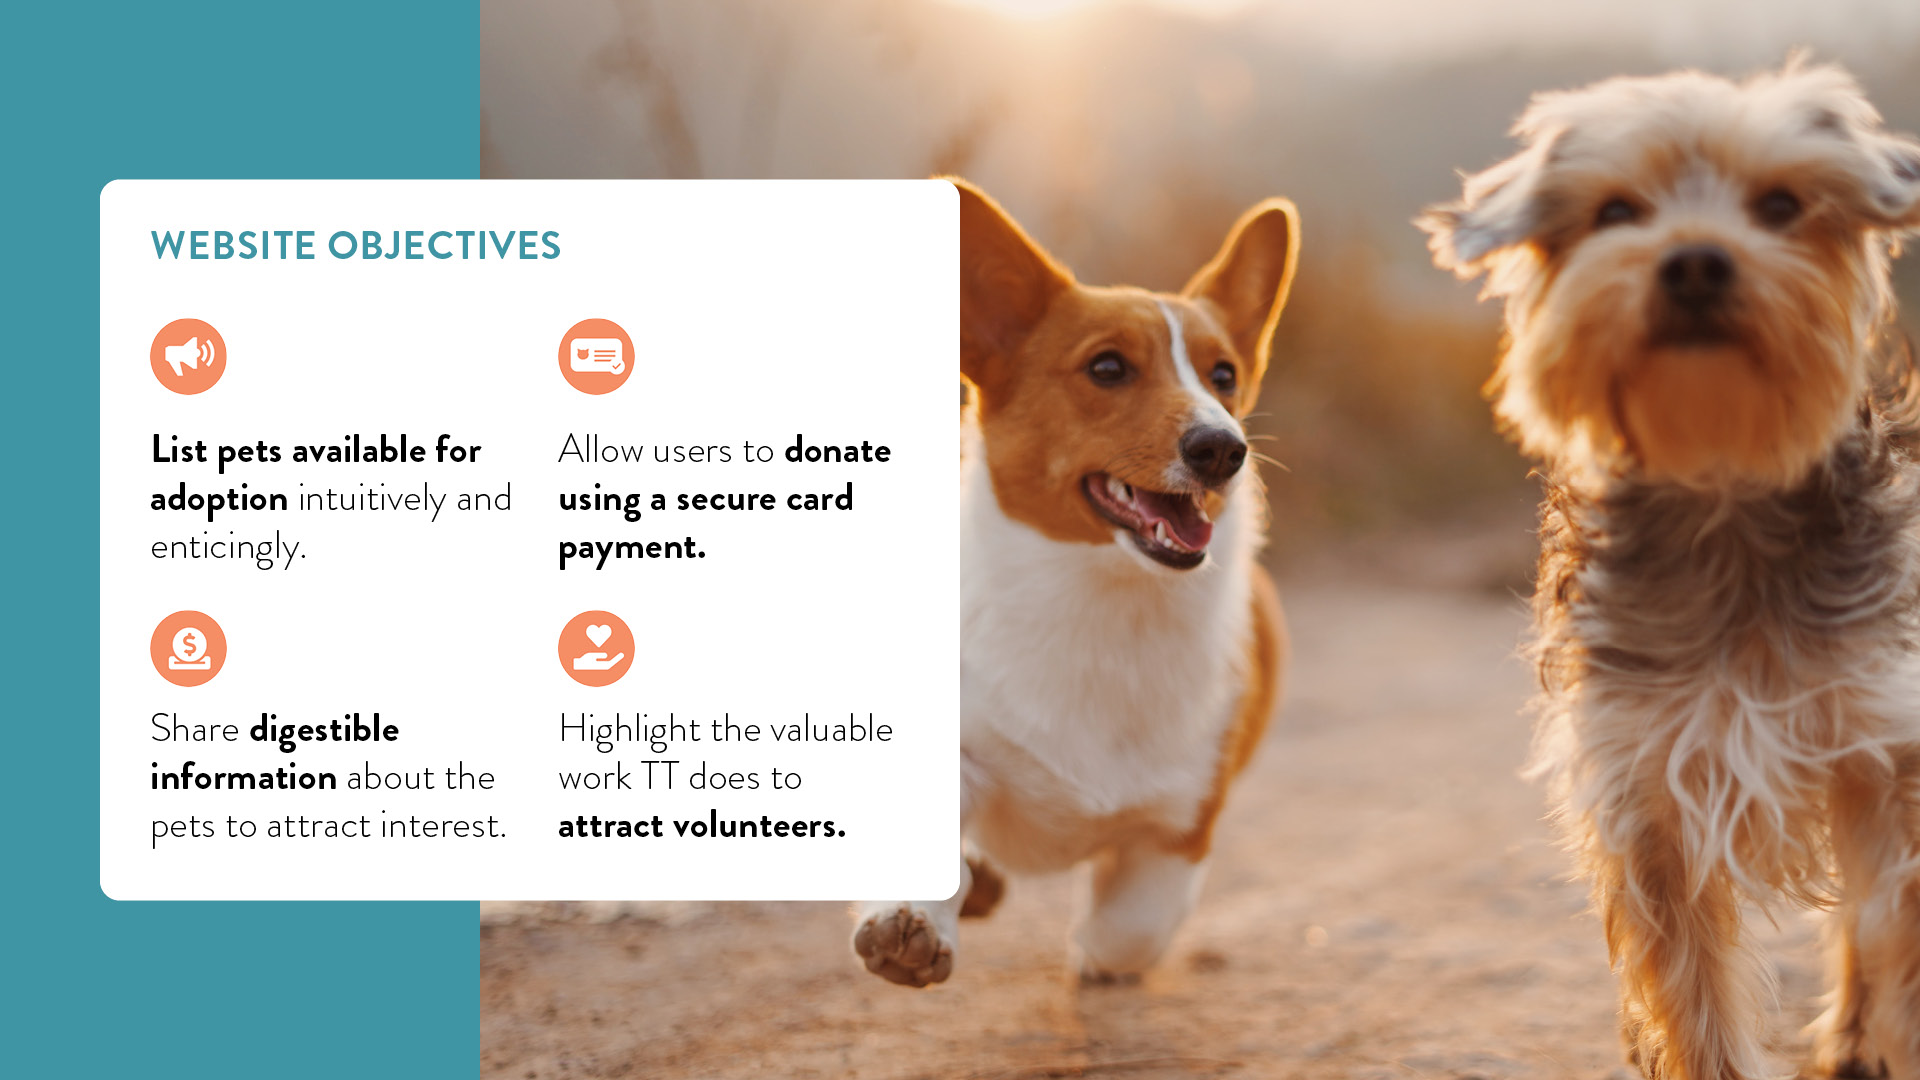 WEBSITE OBJECTIVES
List pets available for
adoption intuitively and
enticingly.
Allow users to donate
using a secure card
payment.
$
Share digestible
information about the
pets to attract interest.
Highlight the valuable
work TT does to
attract volunteers.